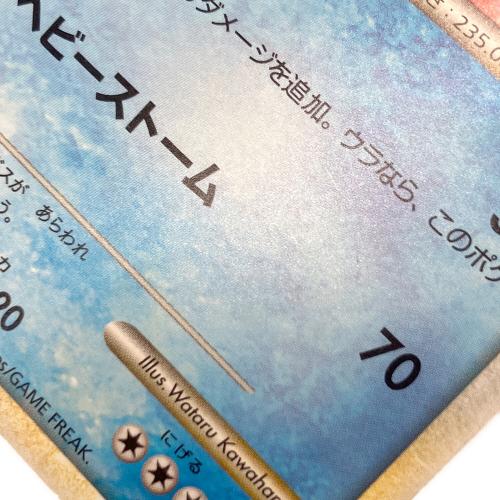 さ・235.0
ダメージを追加。ウラなら、このポケ
ヘビーストーム
70
スが あらわれ
う。
カ
Illus. Wataru Kawahar
にげる
GAME FREAK.